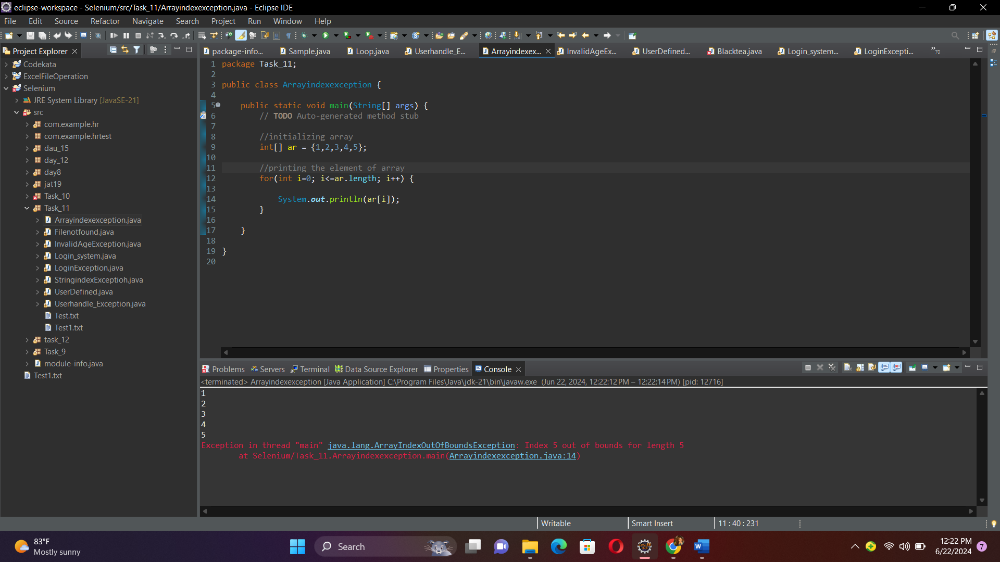 eclipse-workspace - Selenium/src/Task_11/Arrayindexexception.java - Eclipse IDE
File Edit Source Refactor Navigate Search Project Run Window Help
Project Explorer
Codekata
ExcelFileOperation
Selenium
JRE System Library [JavaSE-21]
src
com.example.hr
com.example.hrtest
dau_15
day_12
day8
jat19
Task_10
Task_11
Arrayindexexception.java
Filenotfound.java
InvalidAgeException.java
Login_system.java
LoginException.java
StringindexExceptioh.java
UserDefined.java
Userhandle_Exception.java
Test.txt
Test1.txt
task_12
Task_9
module-info.java
Test1.txt
package-info... Sample.java Loop.java Userhandle_E... Arrayindexex... InvalidAgeEx... UserDefined... Blacktea.java Login_system... LoginExcepti... »70
1 package Task_11;
2
3 public class Arrayindexexception {
4
5 public static void main(String[] args) {
6 // TODO Auto-generated method stub
7
8 //initializing array
9 int[] ar = {1,2,3,4,5};
10
11 //printing the element of array
12 for(int i=0; i<=ar.length; i++) {
13
14 System.out.println(ar[i]);
15 }
16
17 }
18
19 }
20
Problems Servers Terminal Data Source Explorer Properties Console
<terminated> Arrayindexexception [Java Application] C:\Program Files\Java\jdk-21\bin\javaw.exe (Jun 22, 2024, 12:22:12 PM – 12:22:14 PM) [pid: 12716]
1
2
3
4
5
Exception in thread "main" java.lang.ArrayIndexOutOfBoundsException: Index 5 out of bounds for length 5
at Selenium/Task_11.Arrayindexexception.main(Arrayindexexception.java:14)
Writable Smart Insert 11 : 40 : 231
83°F
Mostly sunny
Search
12:22 PM
6/22/2024
7